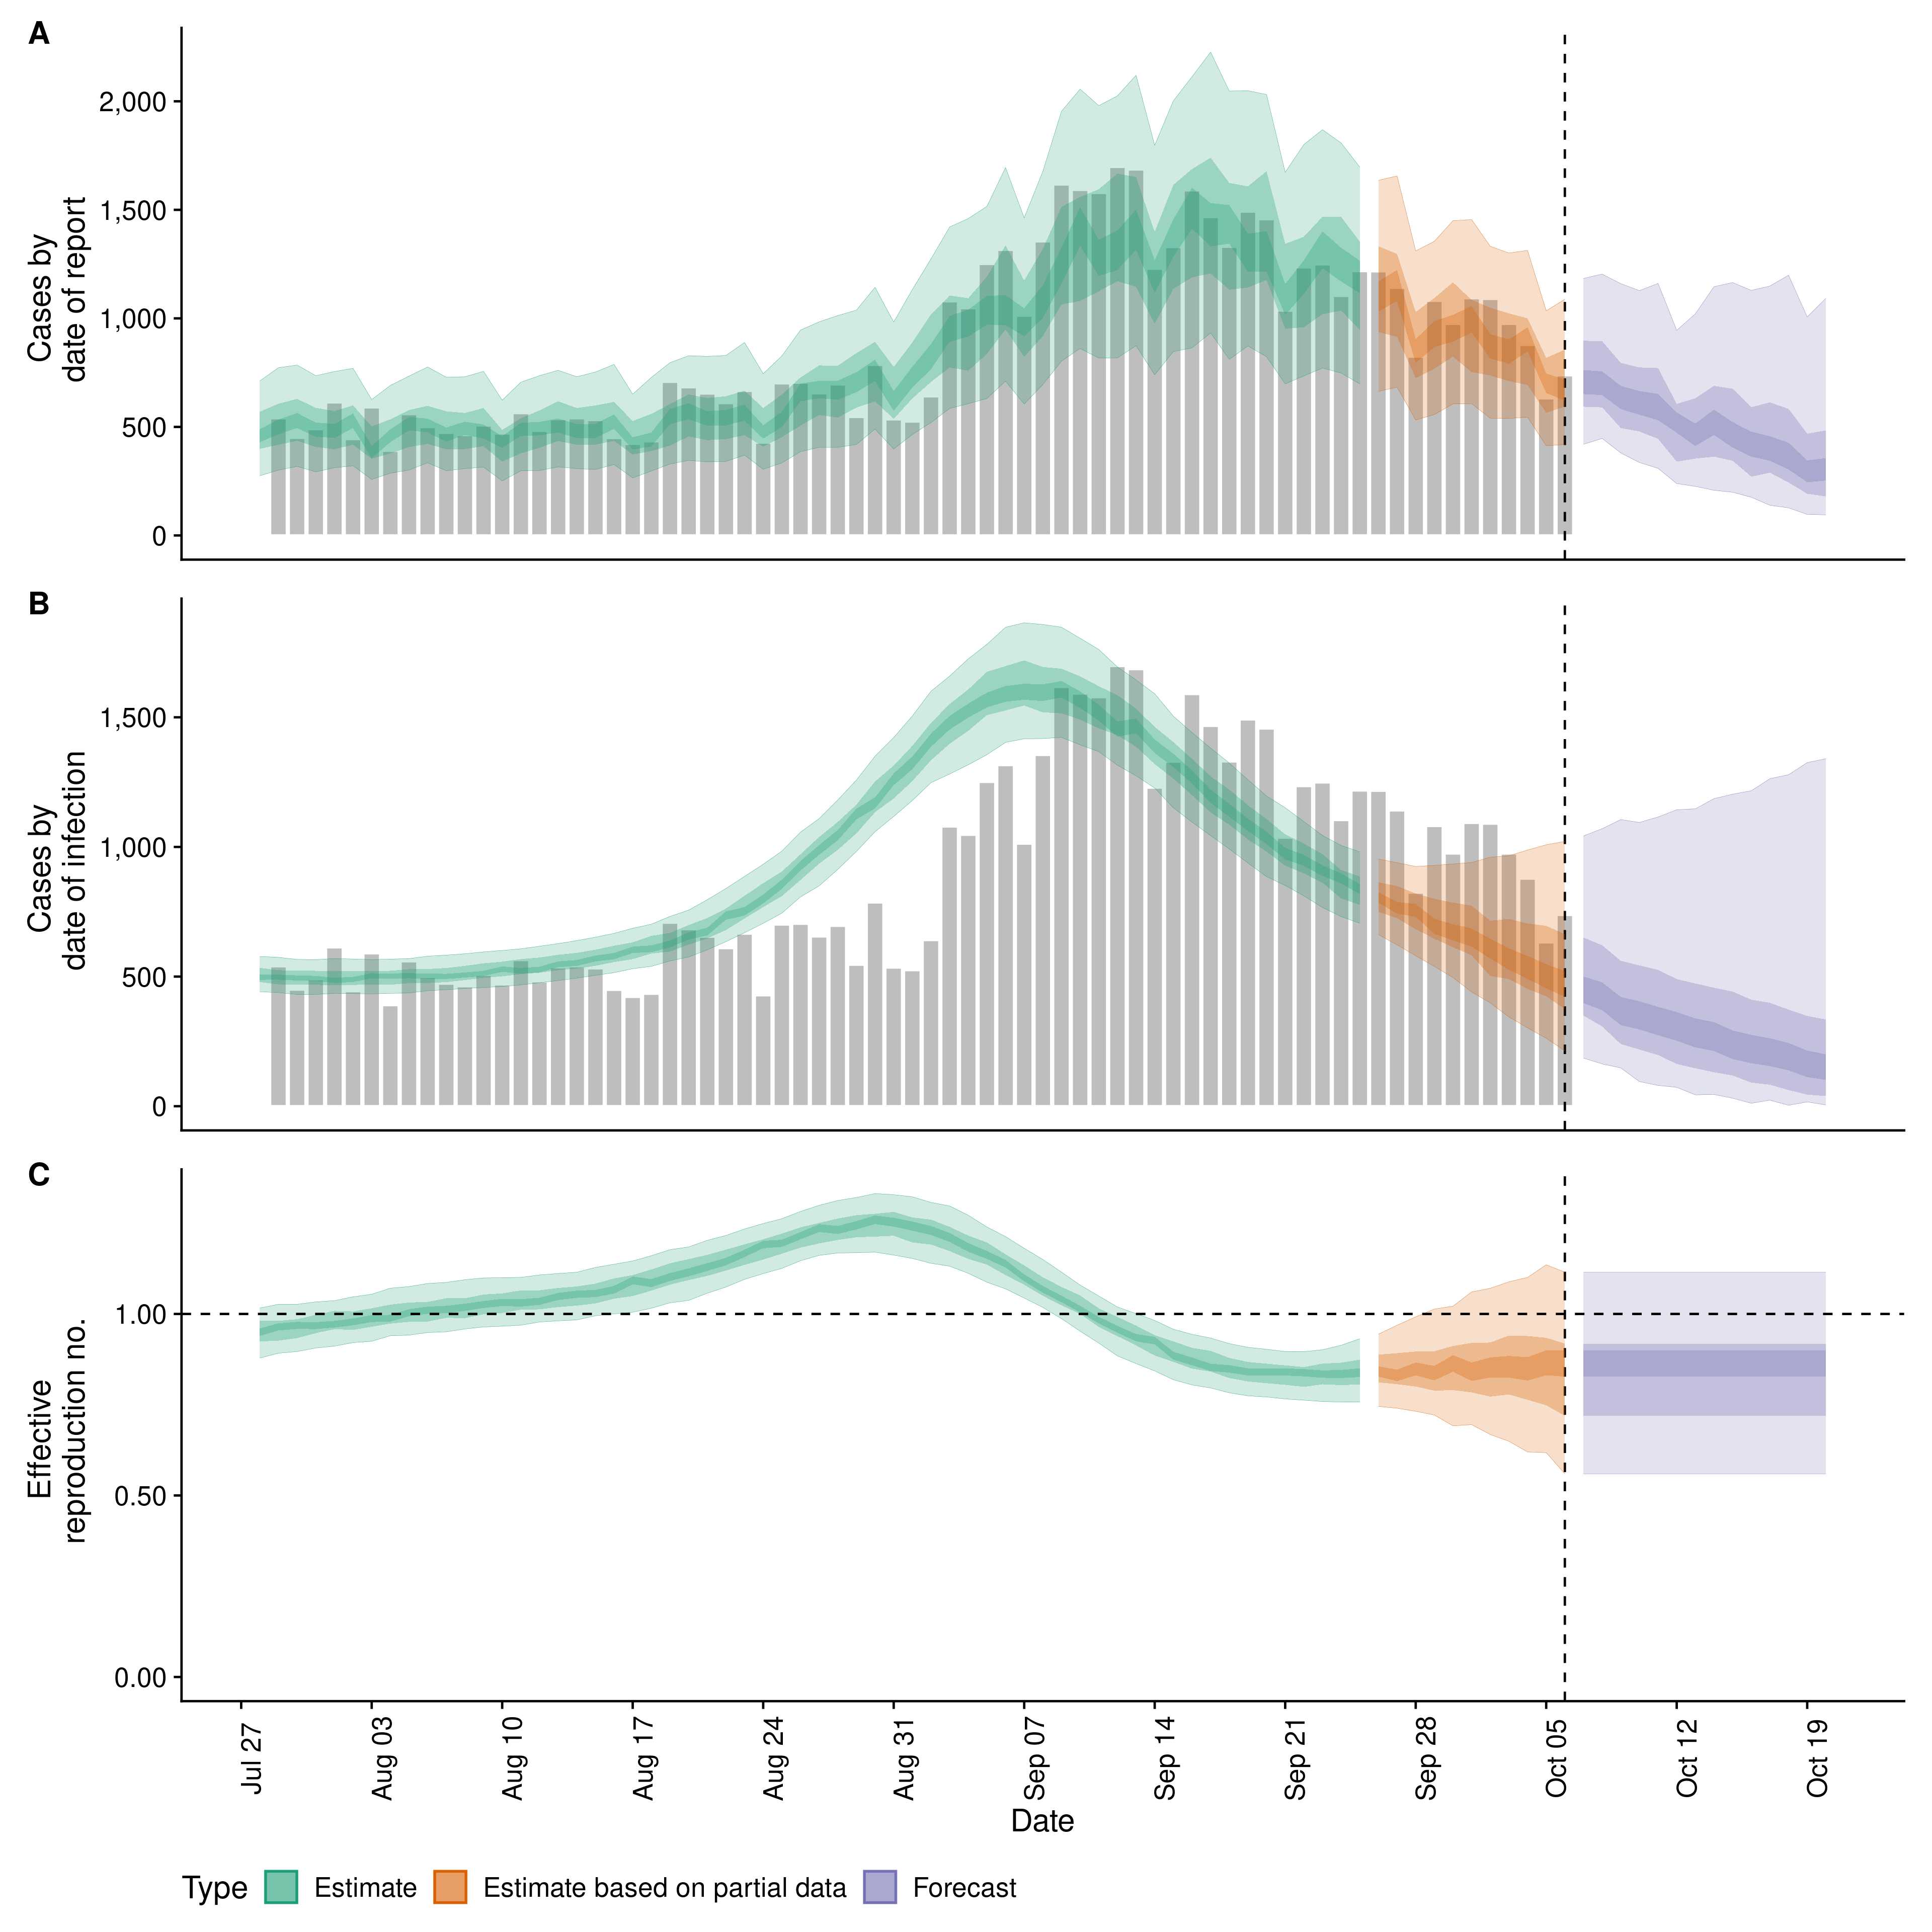 A
Cases by
date of report
2,000
1,500
1,000
500
0
B
Cases by
date of infection
1,500
1,000
500
0
C
Effective
reproduction no.
1.00
0.50
0.00
Jul 27
Aug 03
Aug 10
Aug 17
Aug 24
Aug 31
Sep 07
Sep 14
Sep 21
Sep 28
Oct 05
Oct 12
Oct 19
Date
Type
Estimate
Estimate based on partial data
Forecast